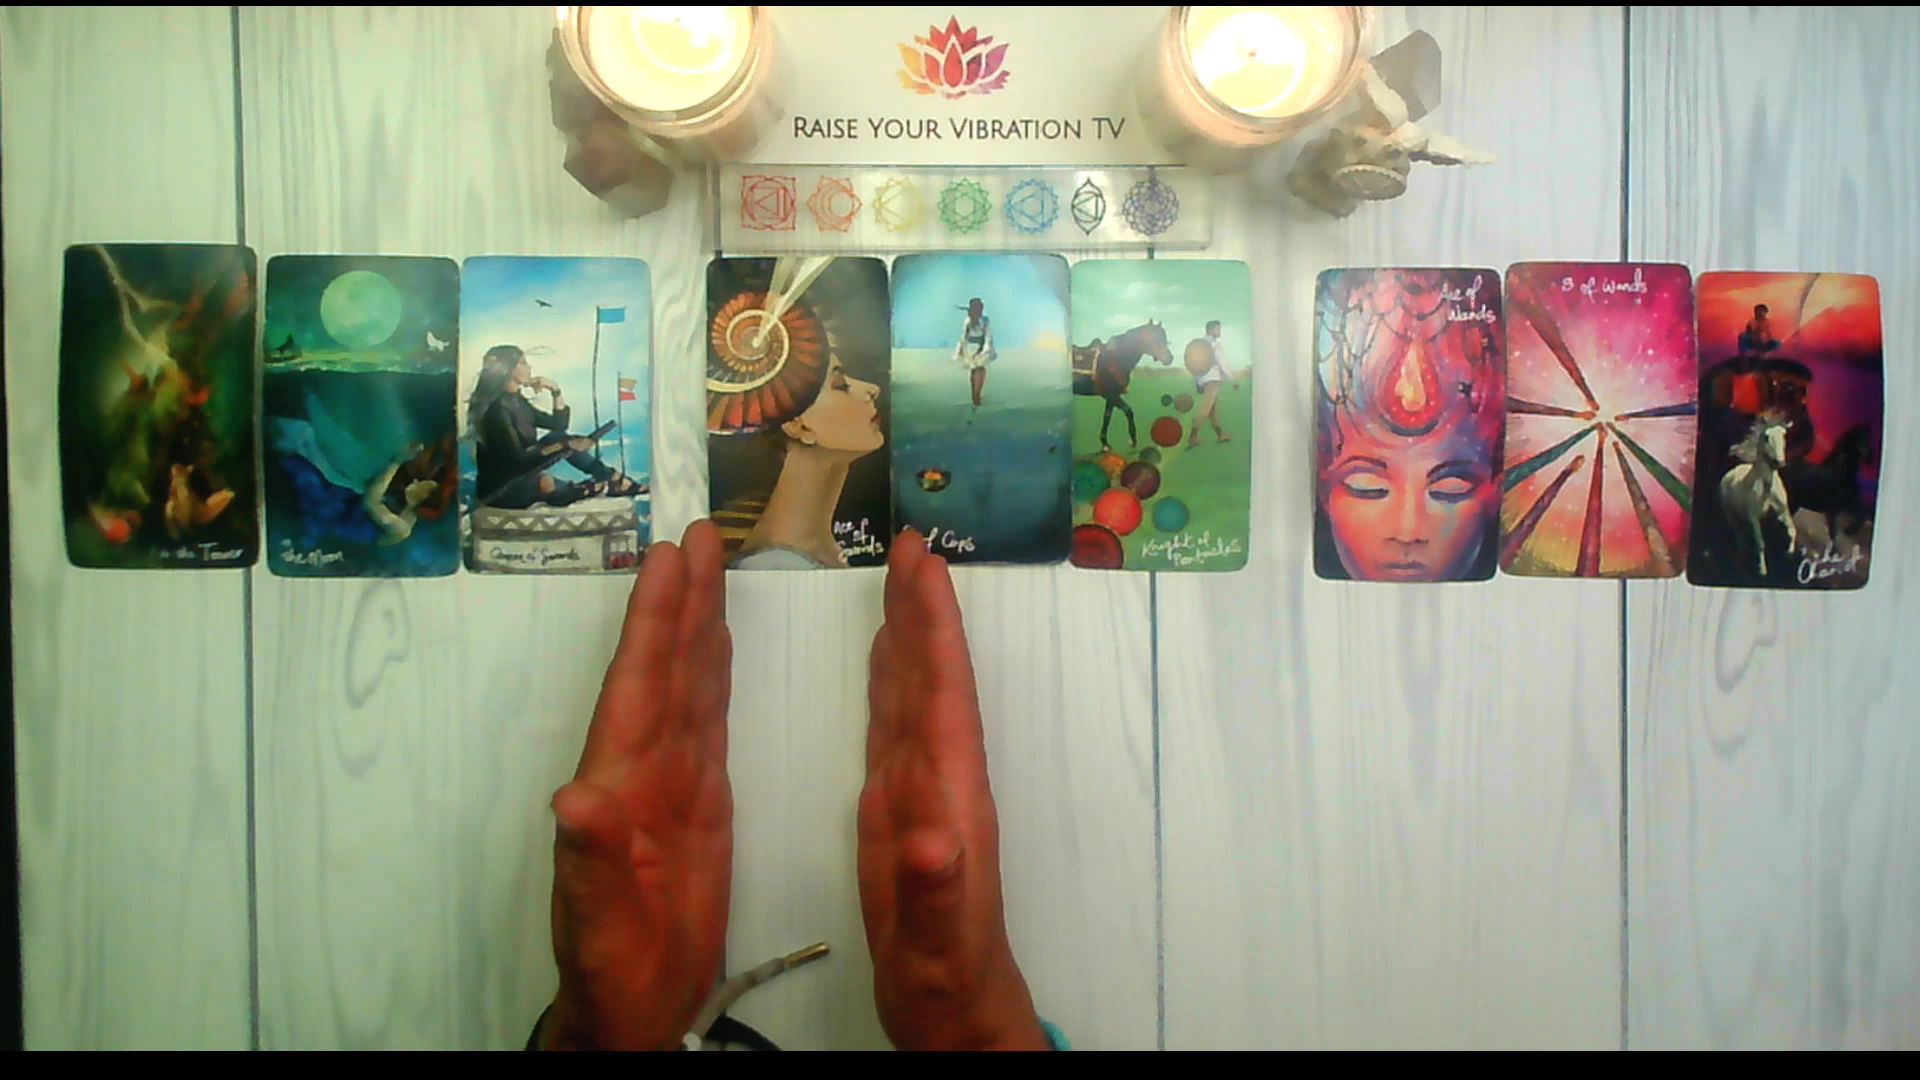 RAISE YOUR VIBRATION TV
the Tower
the Moon
Queen of Swords
Ace of
Swords
of Cups
Knight of
Pentacles
Ace of
Wands
8 of Wands
the
Chariot